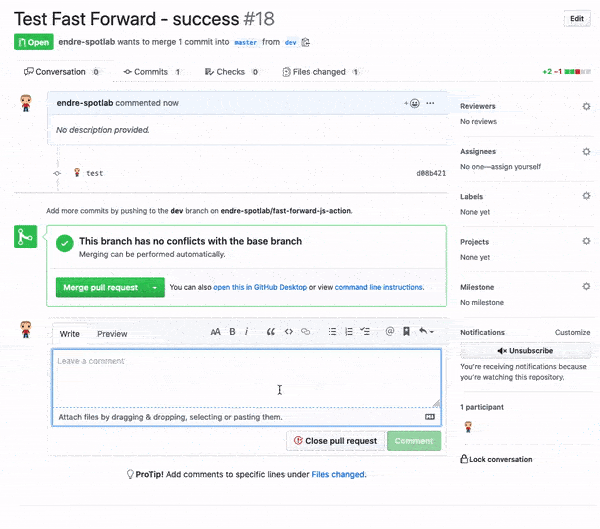 Test Fast Forward - success #18
Edit
Open endre-spotlab wants to merge 1 commit into master from dev
Conversation 0 Commits 1 Checks 0 Files changed 1 +2 −1
endre-spotlab commented now
No description provided.
test d08b421
Add more commits by pushing to the dev branch on endre-spotlab/fast-forward-js-action.
This branch has no conflicts with the base branch
Merging can be performed automatically.
Merge pull request You can also open this in GitHub Desktop or view command line instructions.
Write Preview AA B i
Leave a comment
Attach files by dragging & dropping, selecting or pasting them.
Close pull request Comment
ProTip! Add comments to specific lines under Files changed.
Reviewers
No reviews
Assignees
No one—assign yourself
Labels
None yet
Projects
None yet
Milestone
No milestone
Notifications Customize
Unsubscribe
You're receiving notifications because
you're watching this repository.
1 participant
Lock conversation